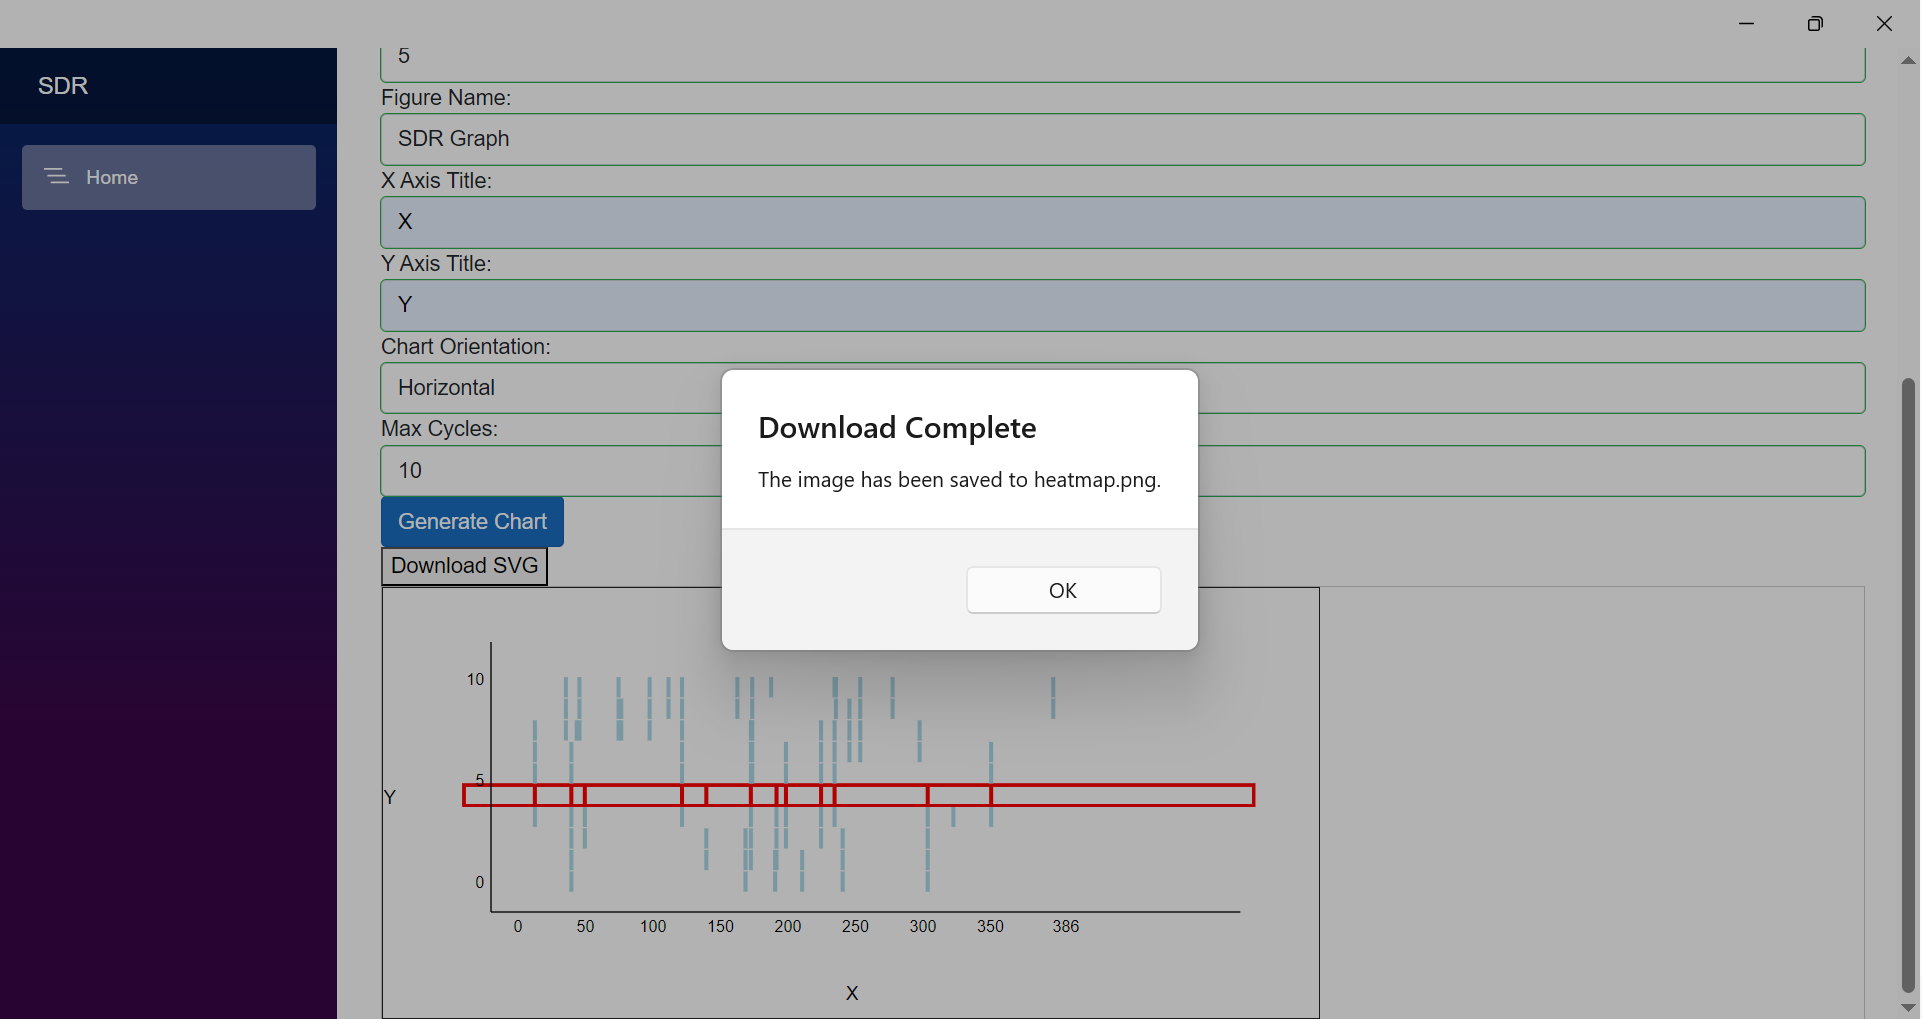 SDR
Home
5
Figure Name:
SDR Graph
X Axis Title:
X
Y Axis Title:
Y
Chart Orientation:
Horizontal
Max Cycles:
10
Generate Chart
Download SVG
Download Complete
The image has been saved to heatmap.png.
OK
10
5
Y
0
0 50 100 150 200 250 300 350 386
X